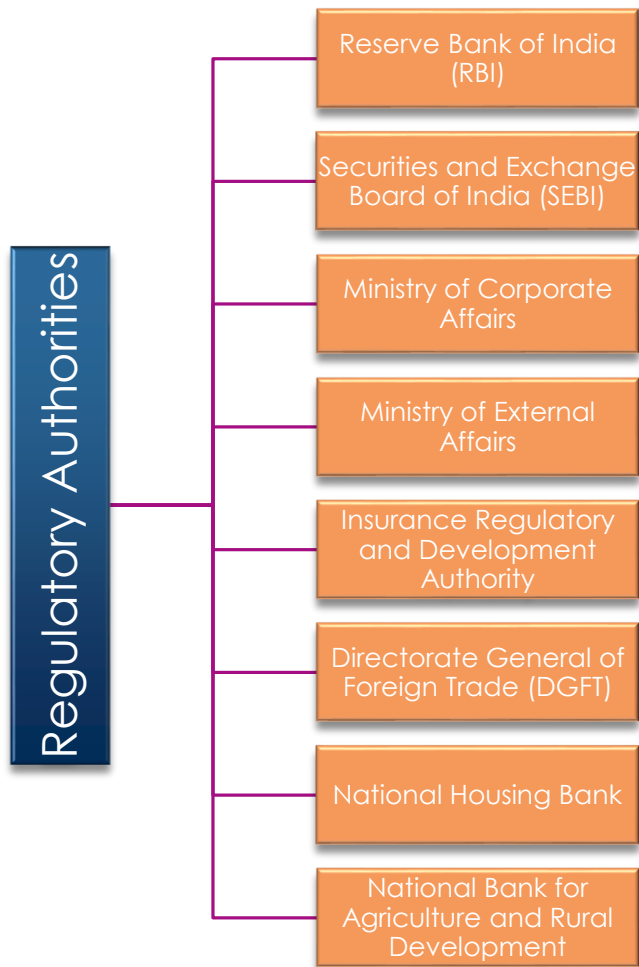 Regulatory Authorities
Reserve Bank of India
(RBI)
Securities and Exchange
Board of India (SEBI)
Ministry of Corporate
Affairs
Ministry of External
Affairs
Insurance Regulatory
and Development
Authority
Directorate General of
Foreign Trade (DGFT)
National Housing Bank
National Bank for
Agriculture and Rural
Development